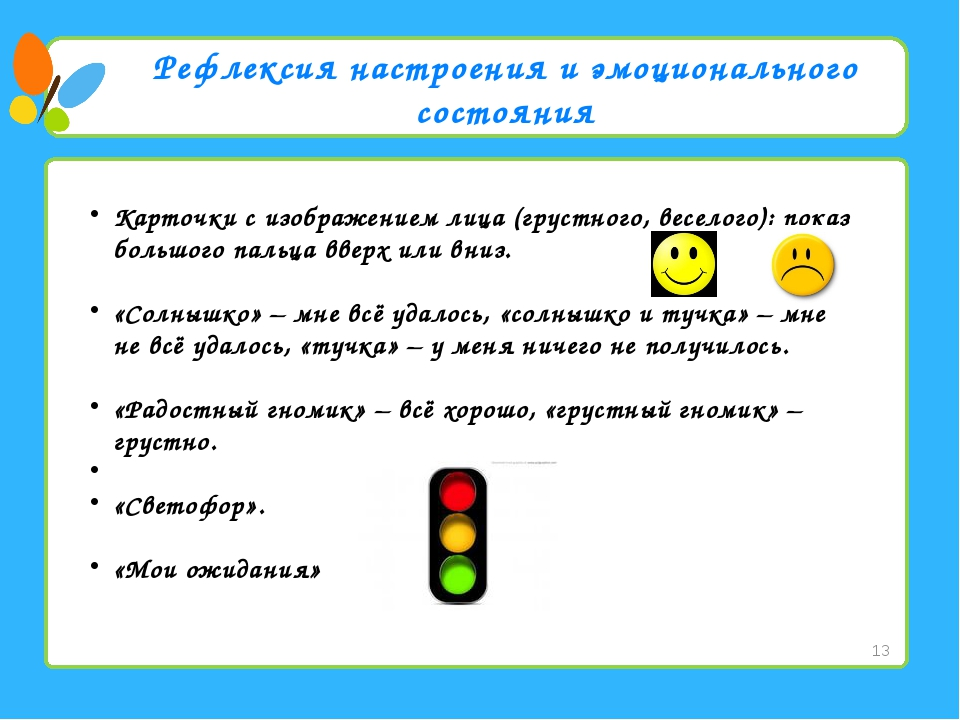 Рефлексия настроения и эмоционального
состояния
• Карточки с изображением лица (грустного, веселого): показ
большого пальца вверх или вниз.
• «Солнышко» – мне всё удалось, «солнышко и тучка» – мне
не всё удалось, «тучка» – у меня ничего не получилось.
• «Радостный гномик» – всё хорошо, «грустный гномик» –
грустно.
•
• «Светофор».
• «Мои ожидания»
13